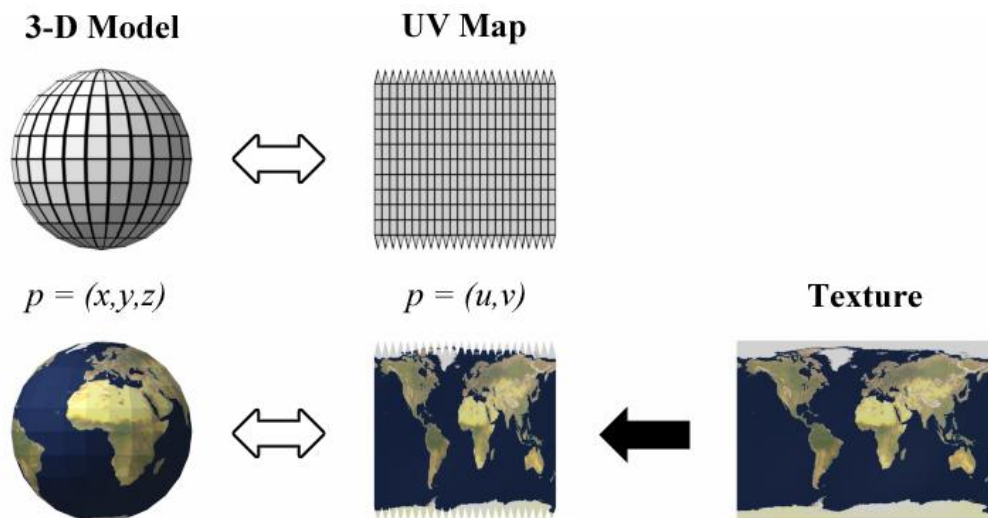 3-D Model
UV Map
p = (x,y,z)
p = (u,v)
Texture